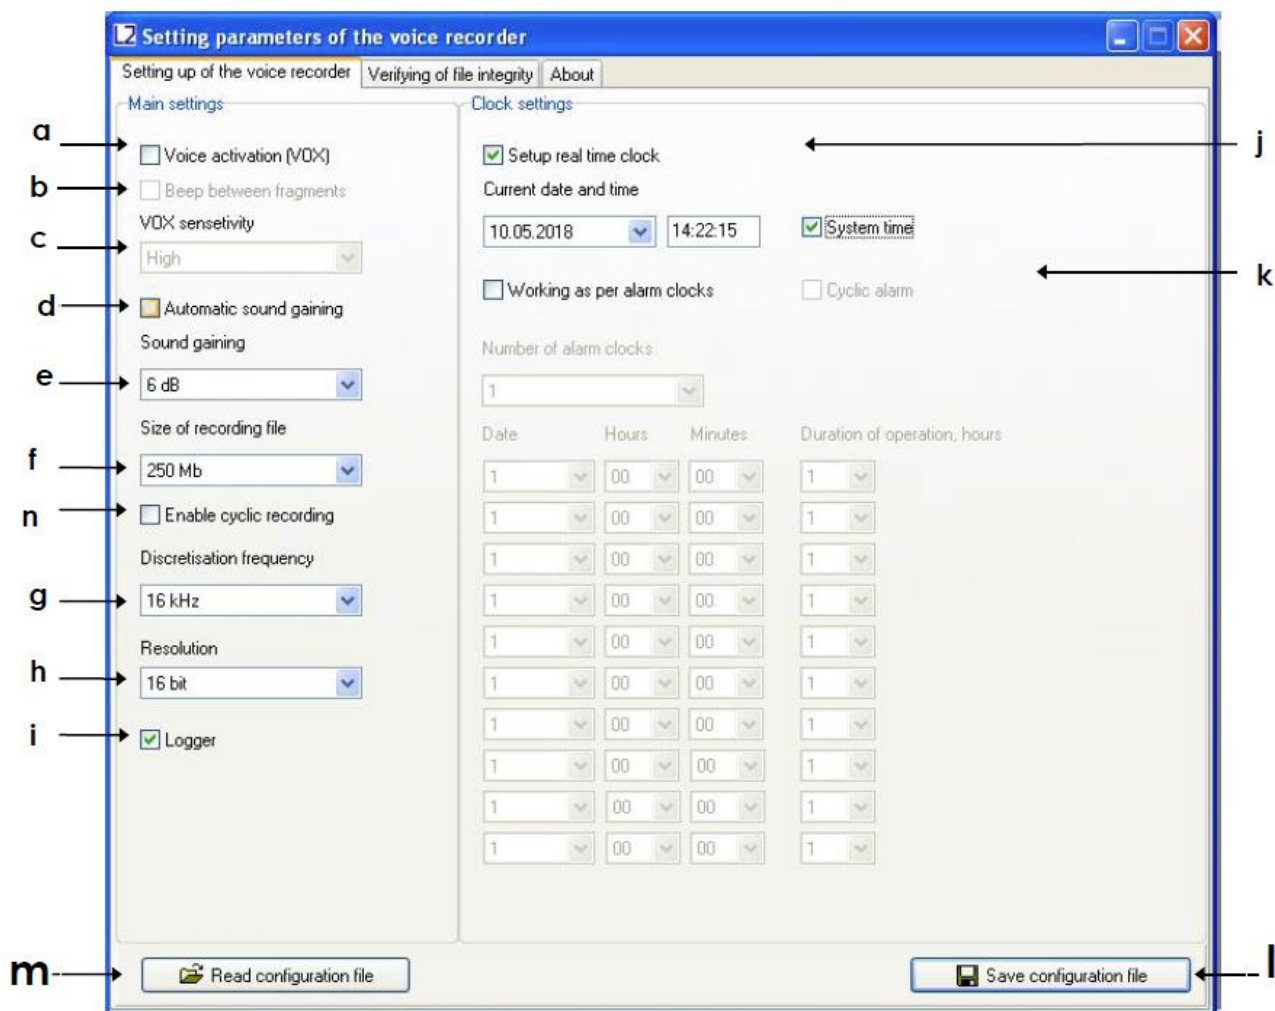 Setting parameters of the voice recorder
Setting up of the voice recorder Verifying of file integrity About
Main settings
a
Voice activation (VOX)
b
Beep between fragments
VOX sensetivity
c
High
d
Automatic sound gaining
Sound gaining
e
6 dB
Size of recording file
f
250 Mb
n
Enable cyclic recording
Discretisation frequency
g
16 kHz
Resolution
h
16 bit
i
Logger
Clock settings
j
Setup real time clock
Current date and time
10.05.2018 14:22:15 System time
k
Working as per alarm clocks Cyclic alarm
Number of alarm clocks
1
Date Hours Minutes Duration of operation, hours
1 00 00 1
1 00 00 1
1 00 00 1
1 00 00 1
1 00 00 1
1 00 00 1
1 00 00 1
1 00 00 1
1 00 00 1
1 00 00 1
m
Read configuration file
Save configuration file
l